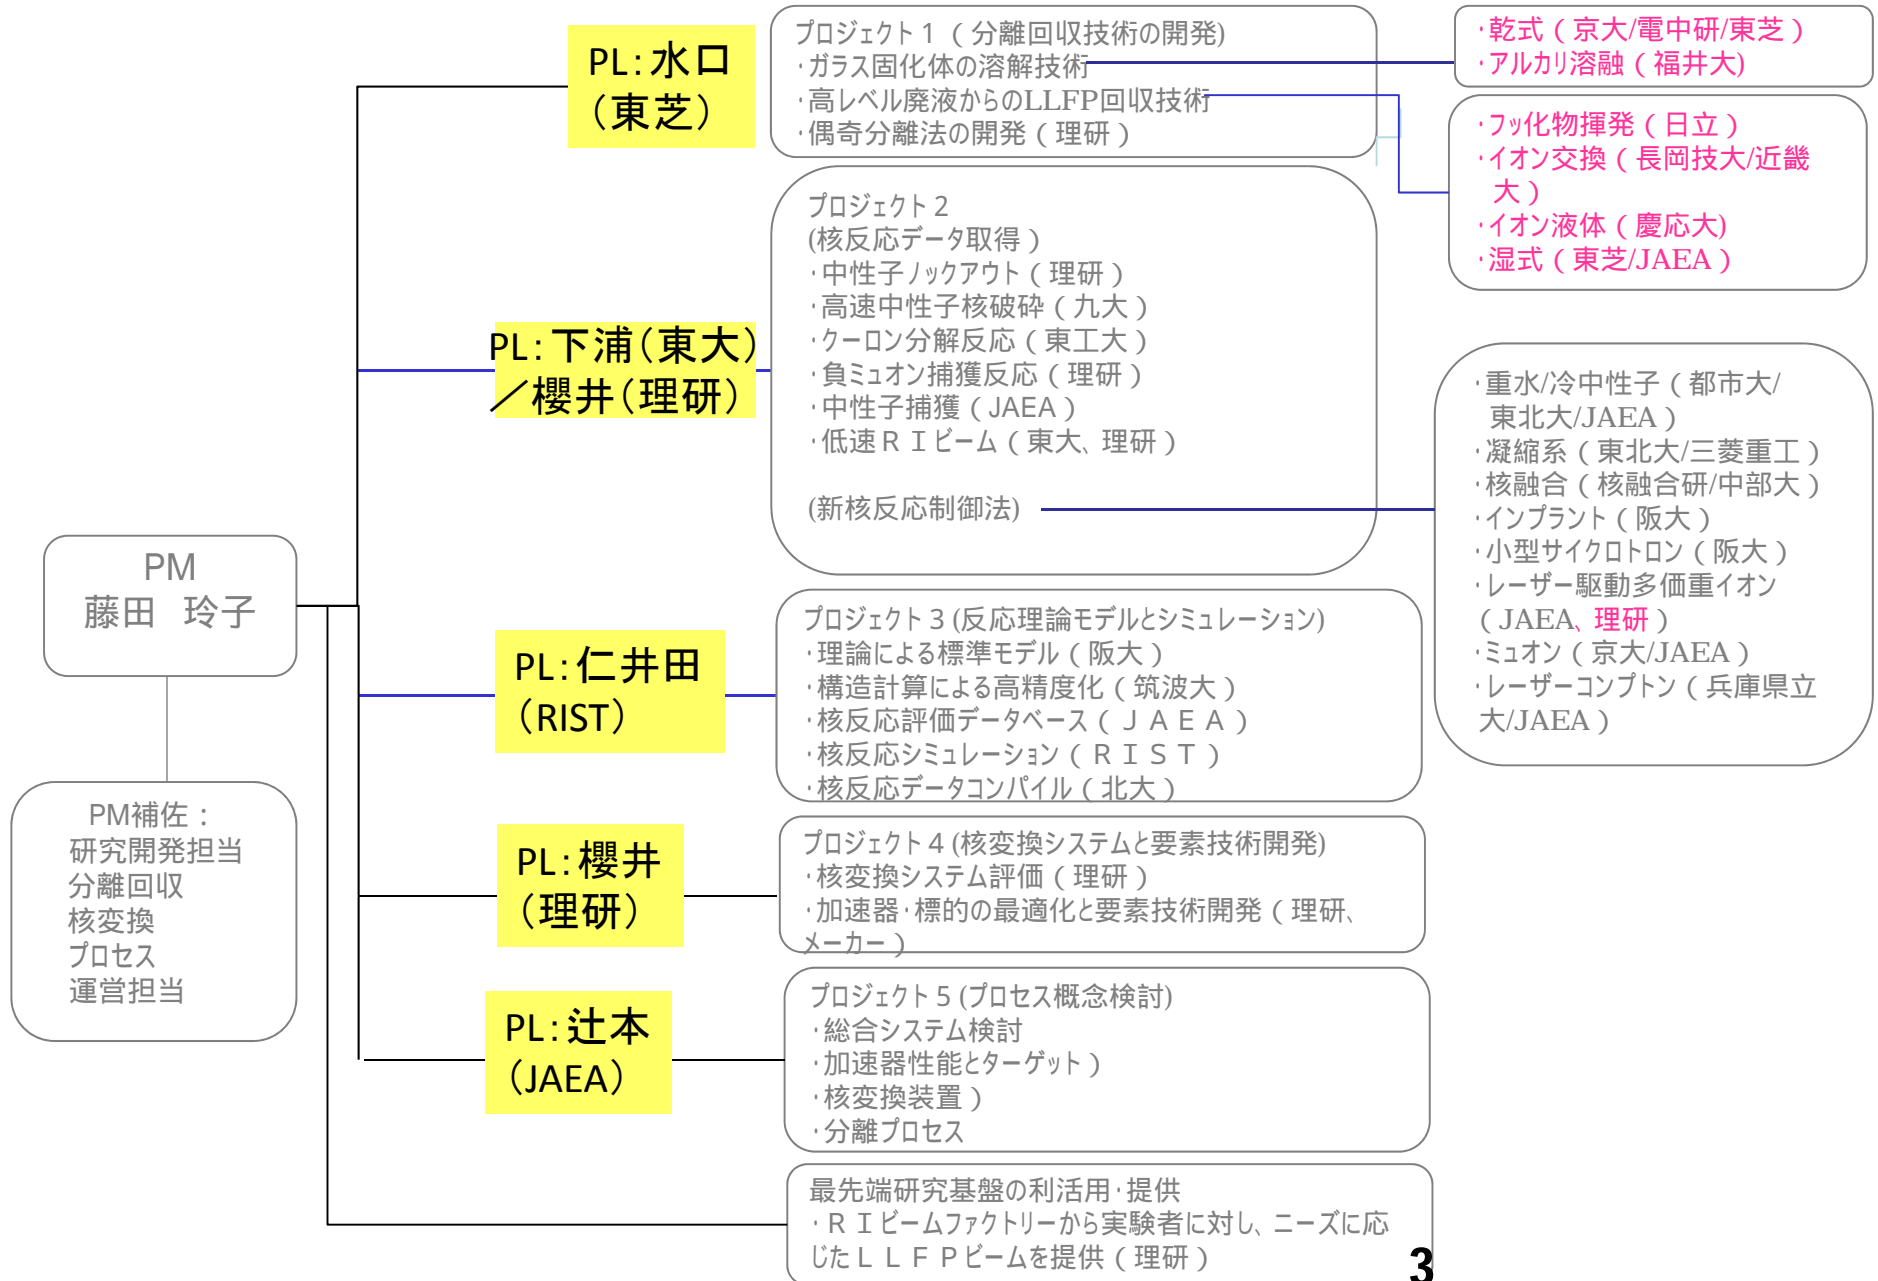 PM
藤田　玲子
PM補佐：
研究開発担当
分離回収
核変換
プロセス
運営担当
PL：水口
（東芝）
プロジェクト１（分離回収技術の開発)
・ガラス固化体の溶解技術
・高レベル廃液からのLLFP回収技術
・偶奇分離法の開発（理研）
・乾式（京大/電中研/東芝）
・アルカリ溶融（福井大)
・フッ化物揮発（日立）
・イオン交換（長岡技大/近畿
大）
・イオン液体（慶応大)
・湿式（東芝/JAEA）
PL：下浦（東大）
／櫻井（理研）
プロジェクト２
(核反応データ取得）
・中性子ノックアウト（理研）
・高速中性子核破砕（九大）
・クーロン分解反応（東工大）
・負ミュオン捕獲反応（理研）
・中性子捕獲（JAEA）
・低速ＲＩビーム（東大、理研）
(新核反応制御法)
・重水/冷中性子（都市大/
東北大/JAEA）
・凝縮系（東北大/三菱重工）
・核融合（核融合研/中部大）
・インプラント（阪大）
・小型サイクロトロン（阪大）
・レーザー駆動多価重イオン
（JAEA、理研）
・ミュオン（京大/JAEA）
・レーザーコンプトン（兵庫県立
大/JAEA）
PL：仁井田
（RIST）
プロジェクト３(反応理論モデルとシミュレーション)
・理論による標準モデル（阪大）
・構造計算による高精度化（筑波大）
・核反応評価データベース（ＪＡＥＡ）
・核反応シミュレーション（ＲＩＳＴ）
・核反応データコンパイル（北大）
PL：櫻井
（理研）
プロジェクト４(核変換システムと要素技術開発)
・核変換システム評価（理研）
・加速器・標的の最適化と要素技術開発（理研、
メーカー）
PL：辻本
（JAEA）
プロジェクト５(プロセス概念検討)
・総合システム検討
・加速器性能とターゲット）
・核変換装置）
・分離プロセス
最先端研究基盤の利活用・提供
・ＲＩビームファクトリーから実験者に対し、ニーズに応
じたＬＬＦＰビームを提供（理研）
3